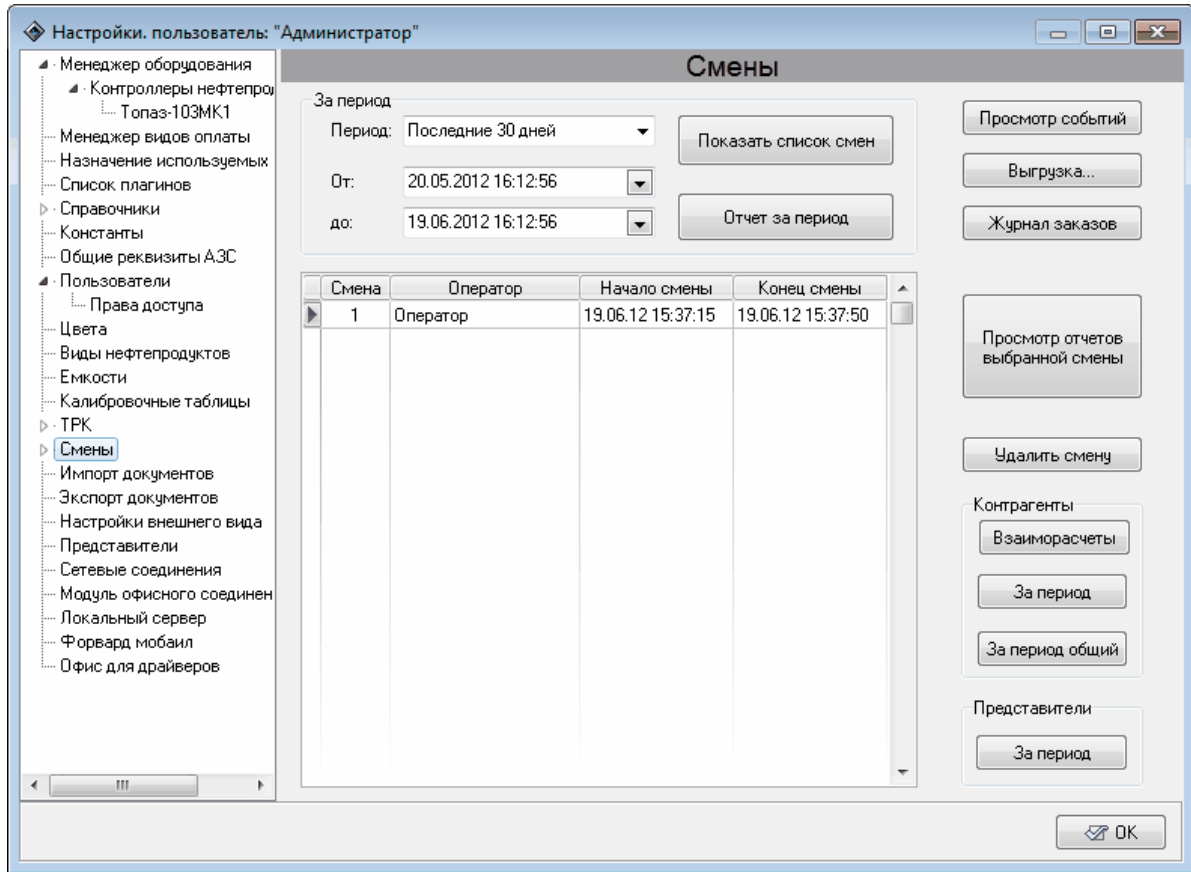 Настройки. пользователь: "Администратор"
Менеджер оборудования
Контроллеры нефтепро
Топаз-103МК1
Менеджер видов оплаты
Назначение используемых
Список плагинов
Справочники
Константы
Общие реквизиты АЗС
Пользователи
Права доступа
Цвета
Виды нефтепродуктов
Емкости
Калибровочные таблицы
ТРК
Смены
Импорт документов
Экспорт документов
Настройки внешнего вида
Представители
Сетевые соединения
Модуль офисного соединен
Локальный сервер
Форвард мобаил
Офис для драйверов
Смены
За период
Период: Последние 30 дней
От: 20.05.2012 16:12:56
до: 19.06.2012 16:12:56
Показать список смен
Отчет за период
Смена Оператор Начало смены Конец смены
1 Оператор 19.06.12 15:37:15 19.06.12 15:37:50
Просмотр событий
Выгрузка...
Журнал заказов
Просмотр отчетов
выбранной смены
Удалить смену
Контрагенты
Взаиморасчеты
За период
За период общий
Представители
За период
OK